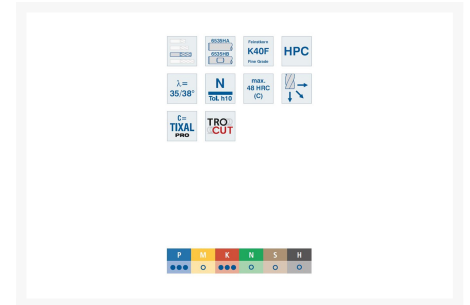 6535HA
6535HB
Feinstkorn
K40F
Fine Grain
HPC
λ=
35/38°
N
Tol. h10
max.
48 HRC
(C)
C=
TIXAL
PRO
TRO
CUT
P M K N S H